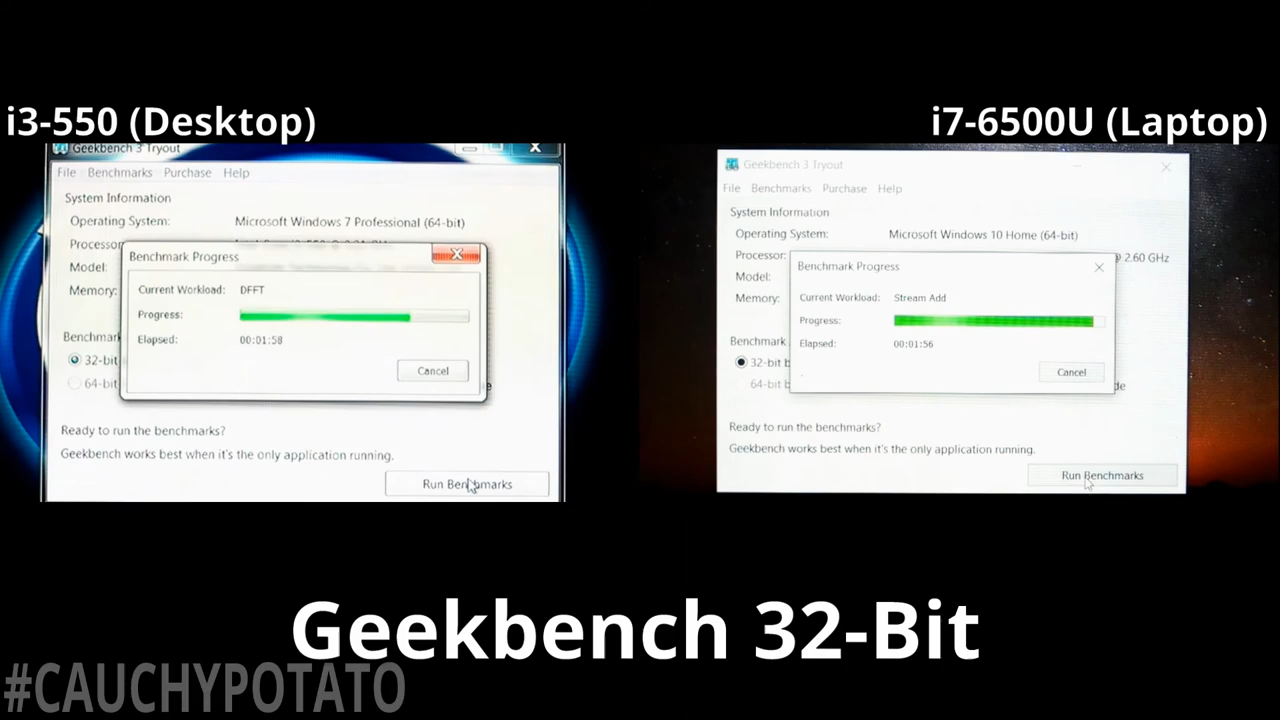 i3-550 (Desktop)
Geekbench 3 Tryout
File Benchmarks Purchase Help
System Information
Operating System: Microsoft Windows 7 Professional (64-bit)
Processor:
Model:
Memory:
Benchmark Progress
Current Workload: DFFT
Progress:
Elapsed: 00:01:58
Cancel
Benchmar
32-bit
64-bit
Ready to run the benchmarks?
Geekbench works best when it's the only application running.
Run Benchmarks
i7-6500U (Laptop)
Geekbench 3 Tryout
File Benchmarks Purchase Help
System Information
Operating System: Microsoft Windows 10 Home (64-bit)
Processor: @ 2.60 GHz
Model:
Memory:
Benchmark Progress
Current Workload: Stream Add
Progress:
Elapsed: 00:01:56
Cancel
Benchmark
32-bit b
64-bit b de
Ready to run the benchmarks?
Geekbench works best when it's the only application running.
Run Benchmarks
Geekbench 32-Bit
#CAUCHYPOTATO